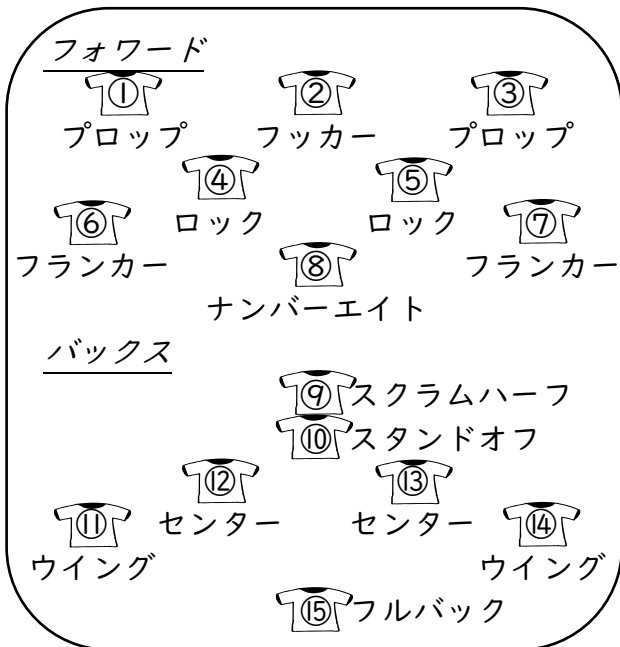 フォワード
① ② ③
プロップ フッカー プロップ
④ ⑤
ロック ロック
⑥ ⑦
フランカー フランカー
⑧
ナンバーエイト
バックス
⑨ スクラムハーフ
⑩ スタンドオフ
⑫ ⑬
センター センター
⑪ ⑭
ウイング ウイング
⑮ フルバック